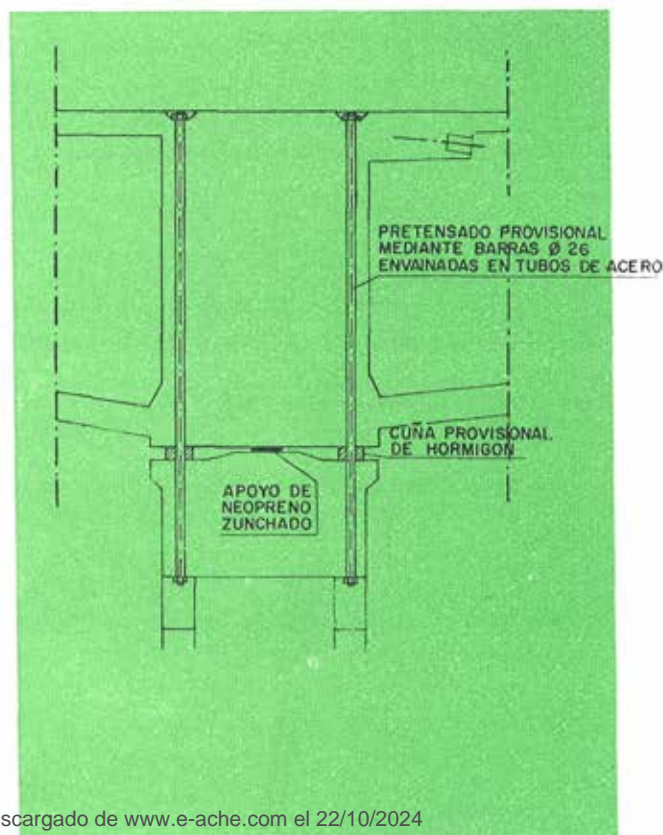 PRETENSADO PROVISIONAL
MEDIANTE BARRAS Ø 26
ENVAINADAS EN TUBOS DE ACERO
CUÑA PROVISIONAL
DE HORMIGON
APOYO DE
NEOPRENO
ZUNCHADO
scargado de www.e-ache.com el 22/10/2024